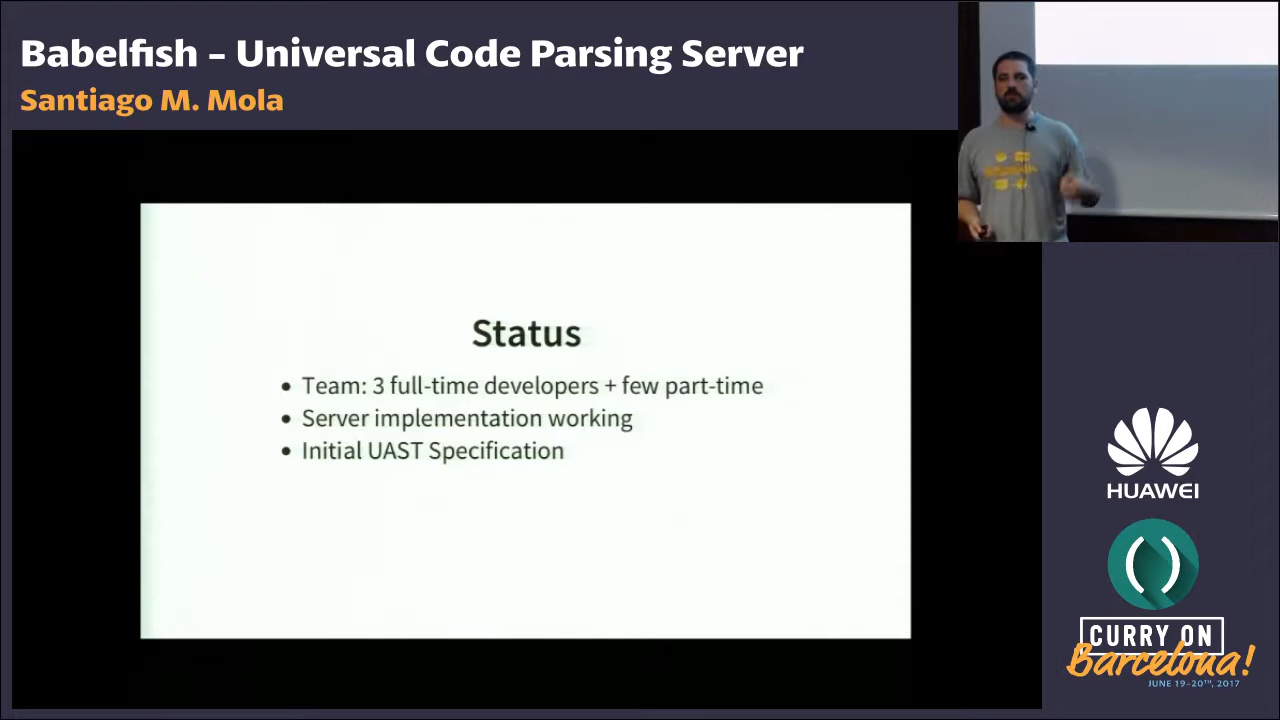 Babelfish – Universal Code Parsing Server
Santiago M. Mola
Status
• Team: 3 full-time developers + few part-time
• Server implementation working
• Initial UAST Specification
HUAWEI
CURRY ON
Barcelona!
JUNE 19-20TH, 2017